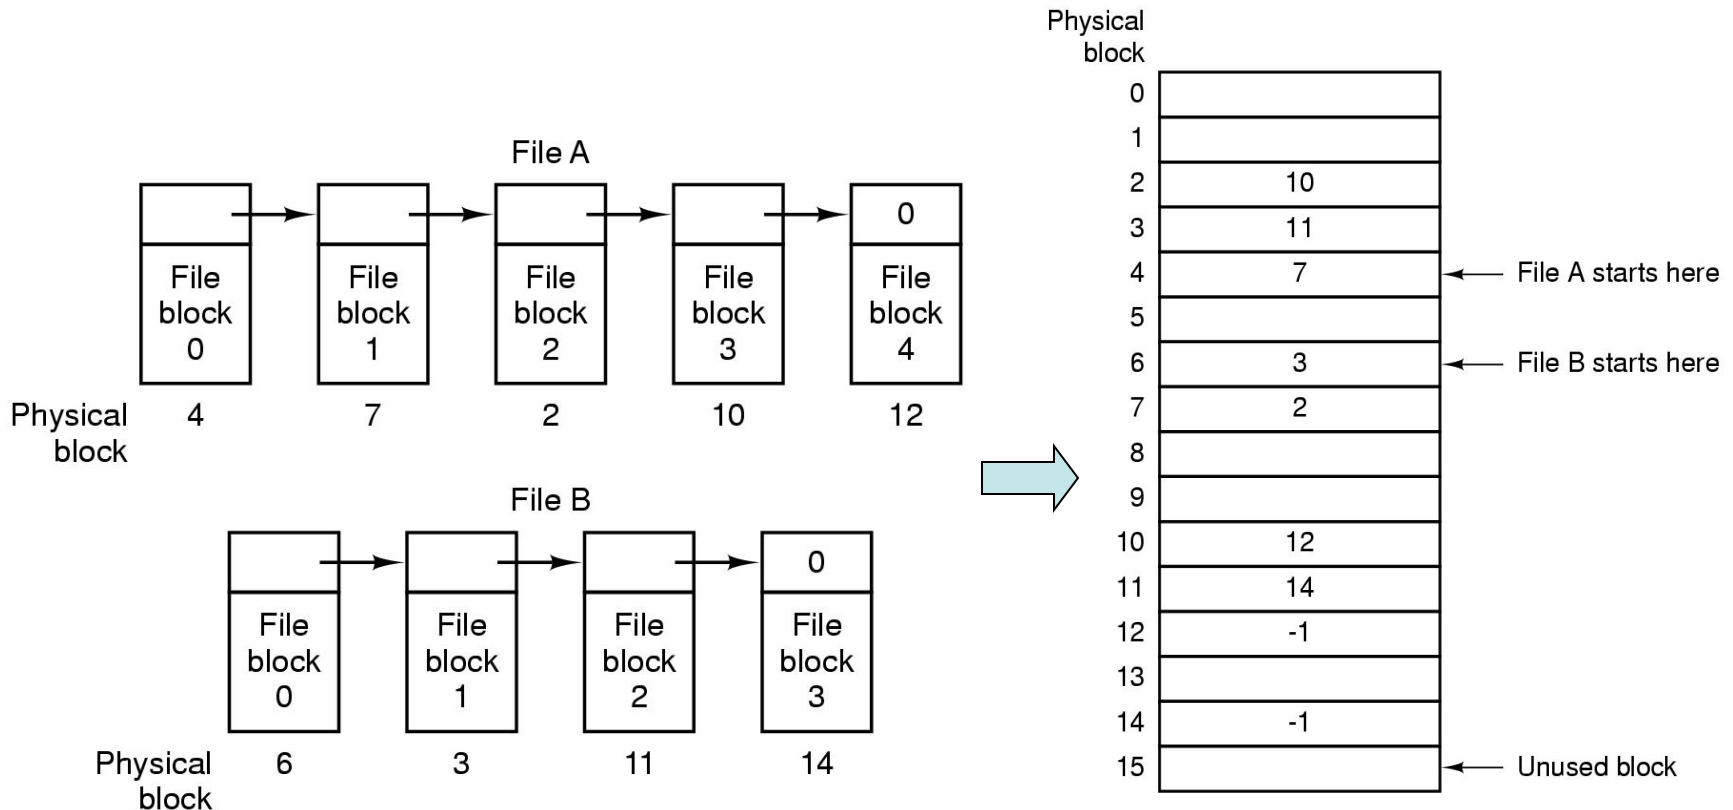 File A
0
File block 0
File block 1
File block 2
File block 3
File block 4
Physical block 4 7 2 10 12
File B
0
File block 0
File block 1
File block 2
File block 3
Physical block 6 3 11 14
Physical
block
0
1
2 10
3 11
4 7 File A starts here
5
6 3 File B starts here
7 2
8
9
10 12
11 14
12 -1
13
14 -1
15 Unused block